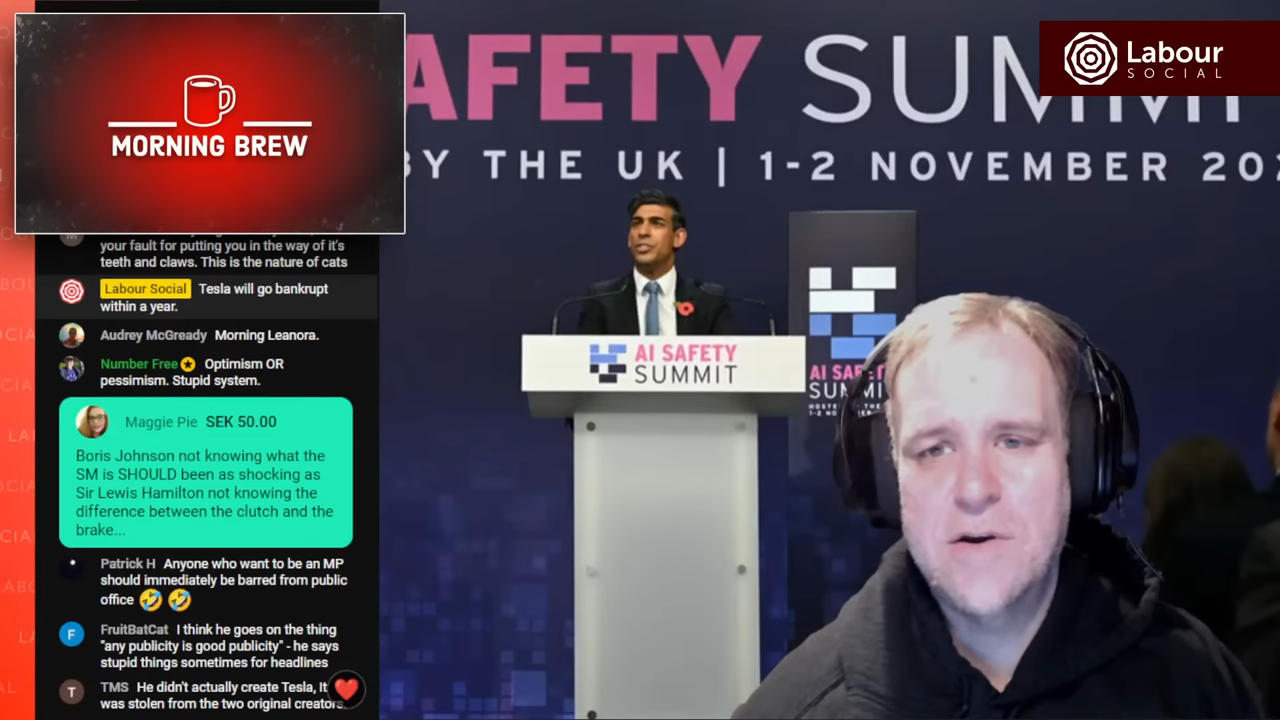 MORNING BREW
AFETY SUMMIT
BY THE UK | 1-2 NOVEMBER 202
Labour
SOCIAL
your fault for putting you in the way of it's
teeth and claws. This is the nature of cats
Labour Social Tesla will go bankrupt
within a year.
Audrey McGready Morning Leanora.
Number Free Optimism OR
pessimism. Stupid system.
Maggie Pie SEK 50.00
Boris Johnson not knowing what the
SM is SHOULD been as shocking as
Sir Lewis Hamilton not knowing the
difference between the clutch and the
brake...
Patrick H Anyone who want to be an MP
should immediately be barred from public
office 🤣 🤣
F FruitBatCat I think he goes on the thing
"any publicity is good publicity" - he says
stupid things sometimes for headlines
T TMS He didn't actually create Tesla, It
was stolen from the two original creators
AI SAFETY
SUMMIT
AI SAFET
SUMMI